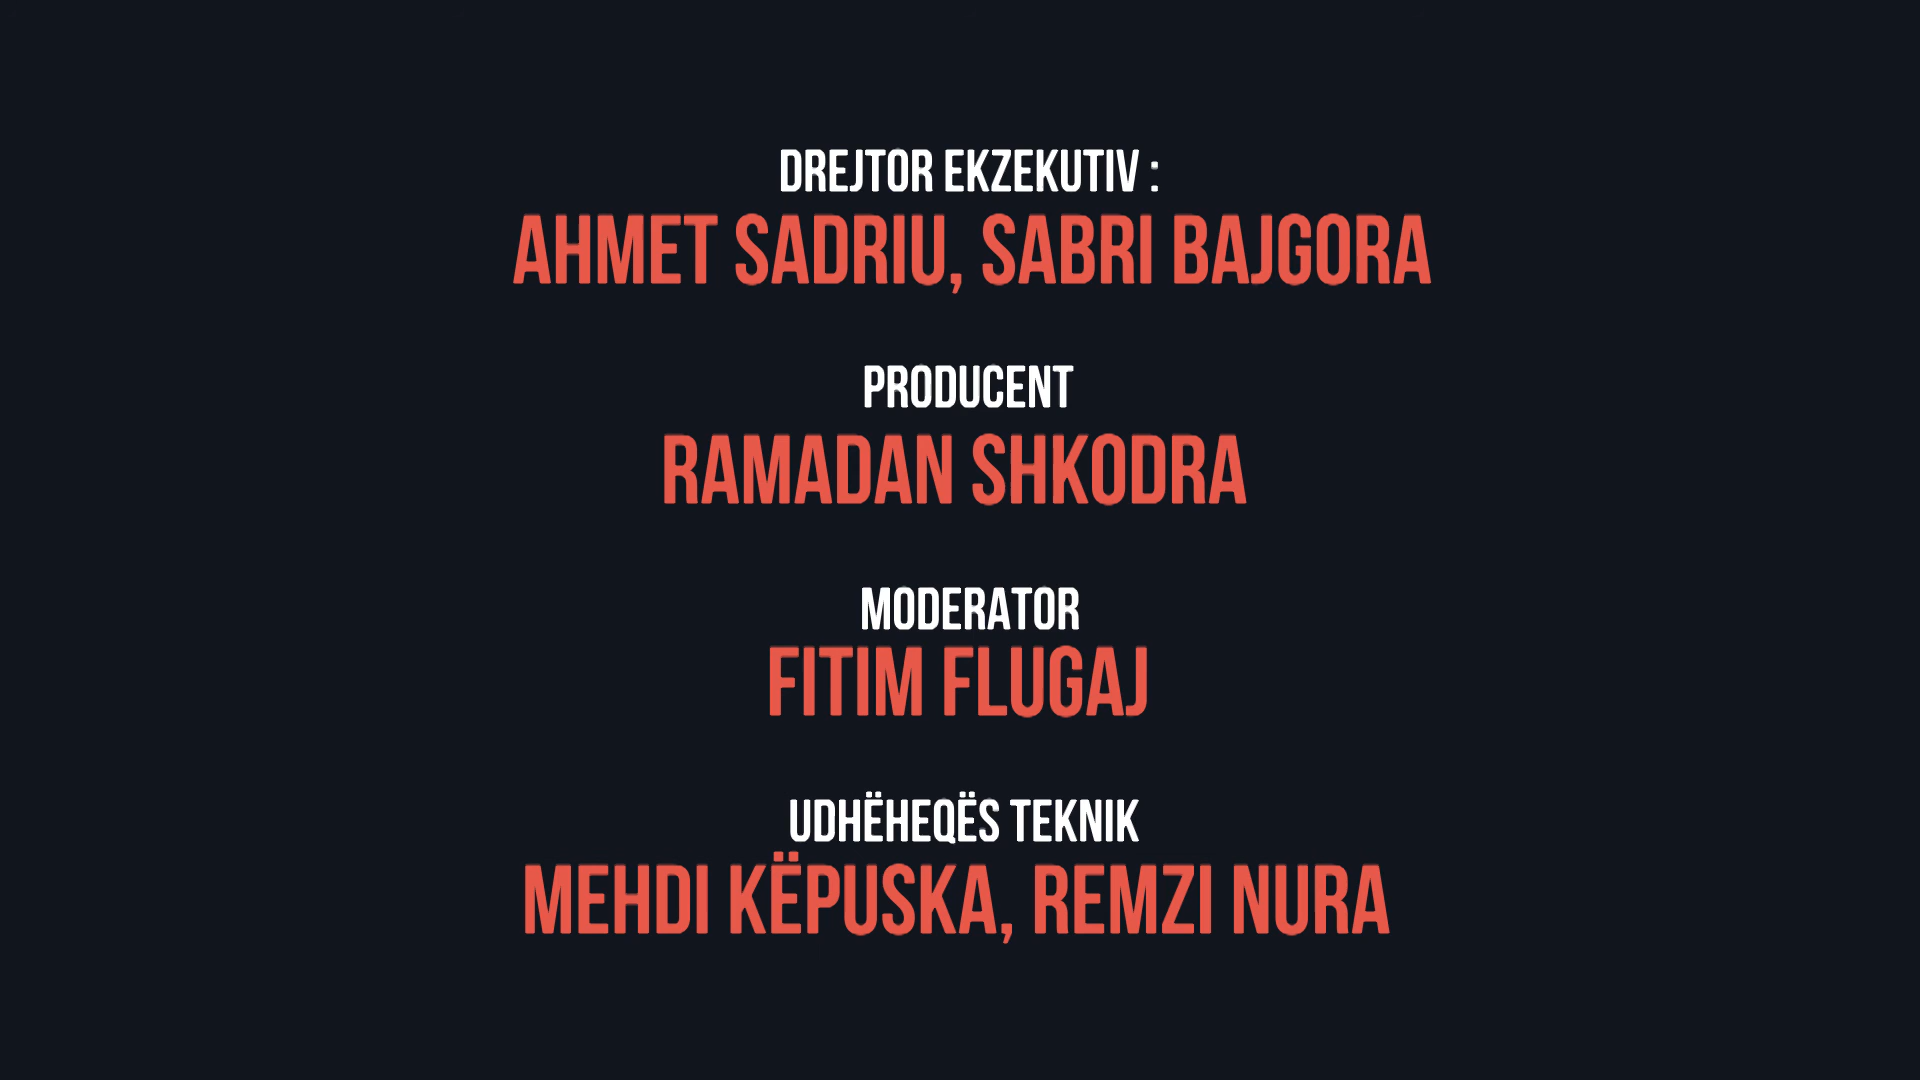 DREJTOR EKZEKUTIV :
AHMET SADRIU, SABRI BAJGORA
PRODUCENT
RAMADAN SHKODRA
MODERATOR
FITIM FLUGAJ
UDHËHEQËS TEKNIK
MEHDI KËPUSKA, REMZI NURA